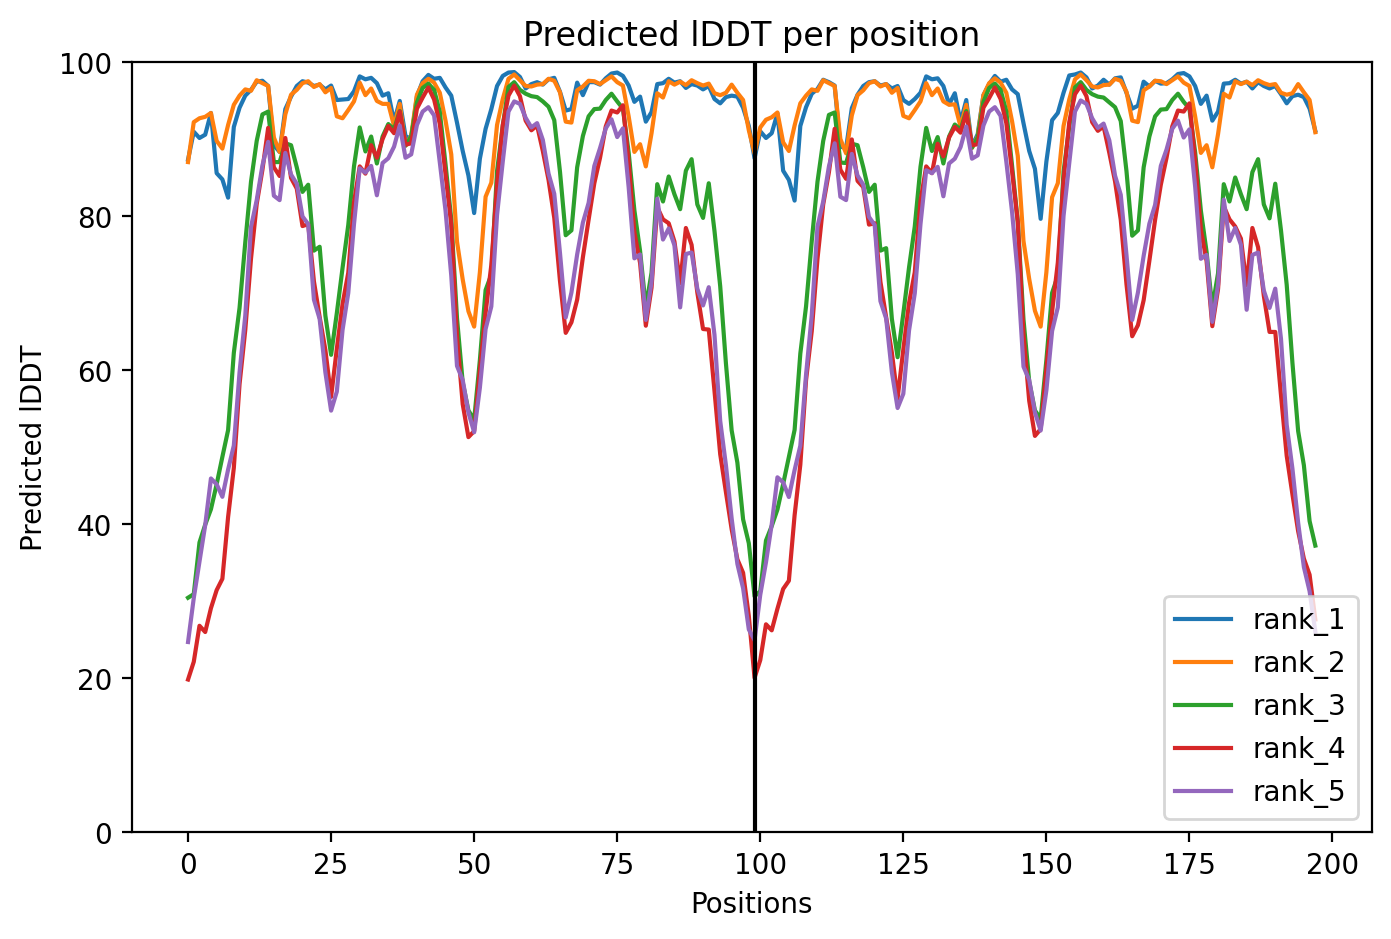 Predicted lDDT per position
100
80
60
40
20
0
Predicted lDDT
0 25 50 75 100 125 150 175 200
Positions
rank_1
rank_2
rank_3
rank_4
rank_5